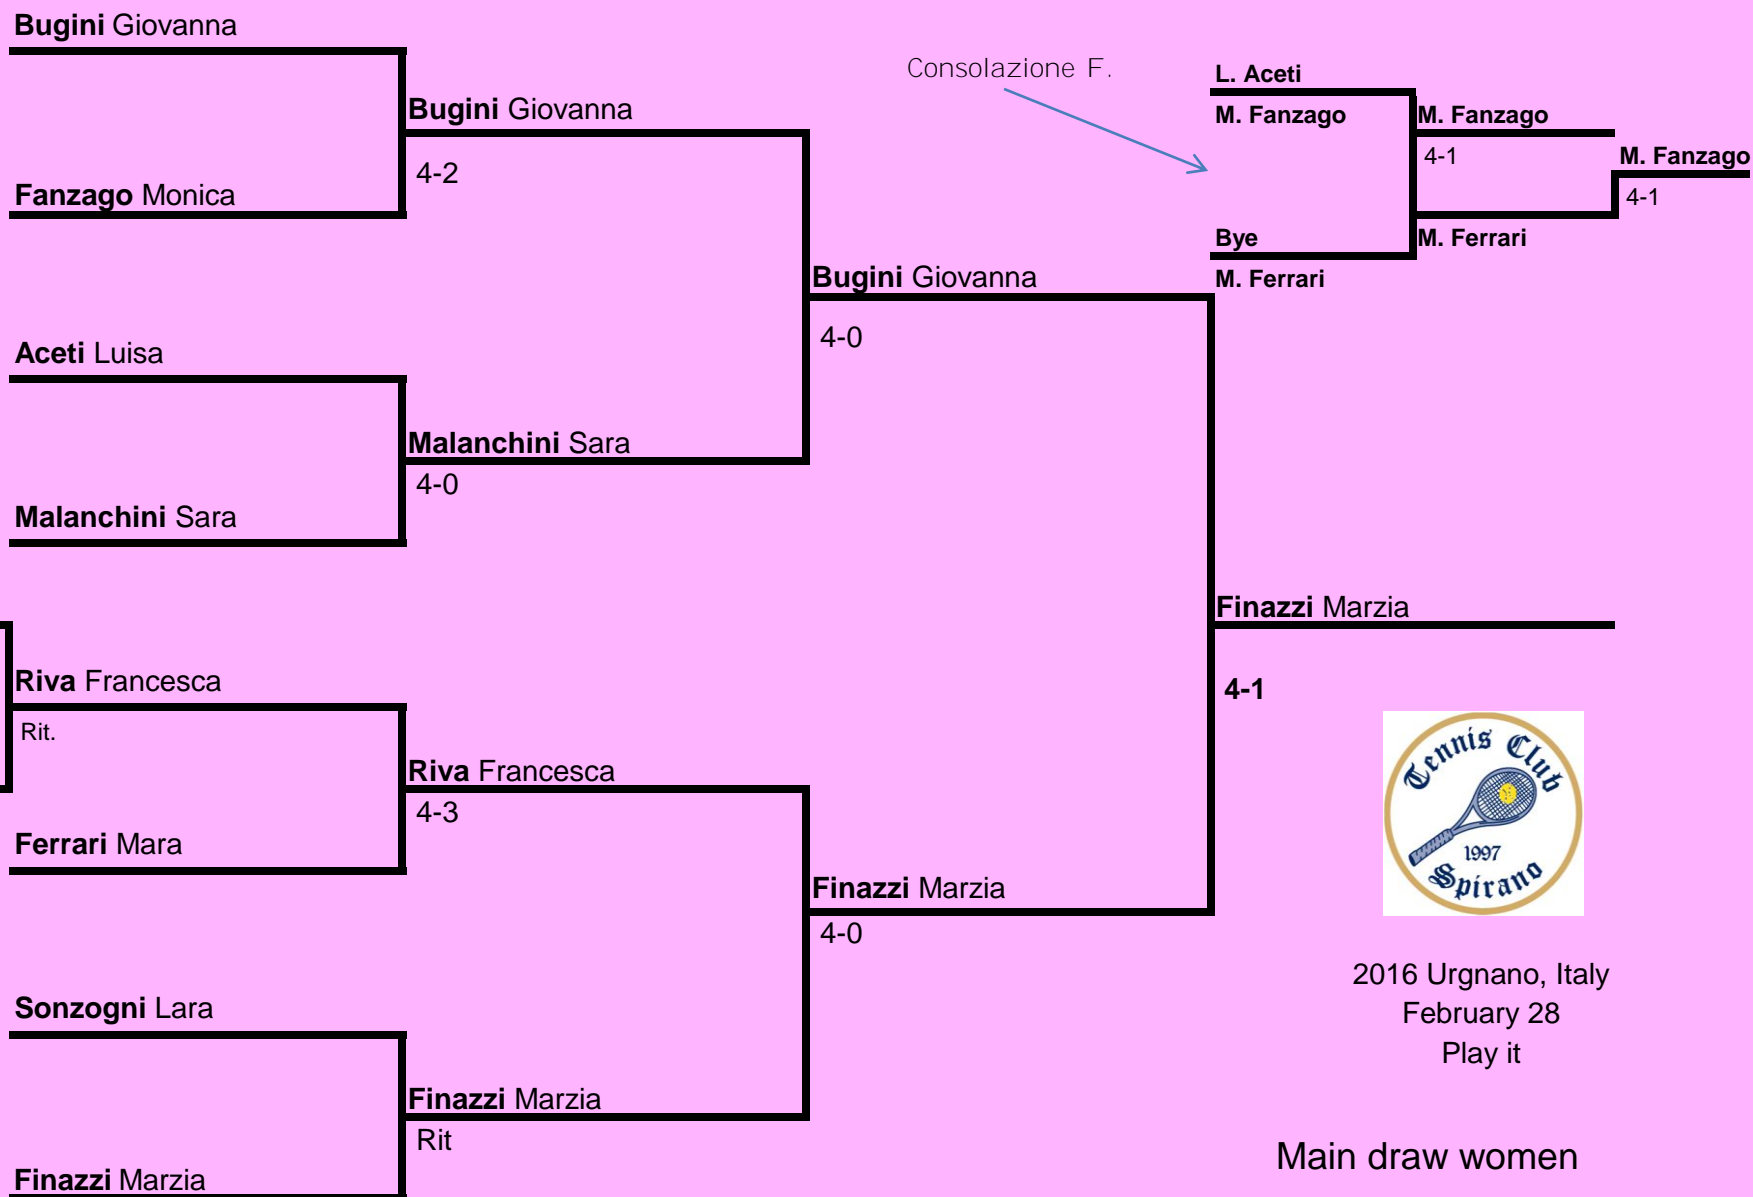 Bugini Giovanna
Fanzago Monica
Aceti Luisa
Malanchini Sara
Riva Francesca
Rit.
Ferrari Mara
Sonzogni Lara
Finazzi Marzia
Bugini Giovanna
4-2
Malanchini Sara
4-0
Riva Francesca
4-3
Finazzi Marzia
Rit
Bugini Giovanna
4-0
Finazzi Marzia
4-0
Finazzi Marzia
4-1
Consolazione F.
L. Aceti
M. Fanzago
Bye
M. Ferrari
M. Fanzago
4-1
M. Ferrari
M. Fanzago
4-1
Tennis Club
1997
Spirano
2016 Urgnano, Italy
February 28
Play it
Main draw women